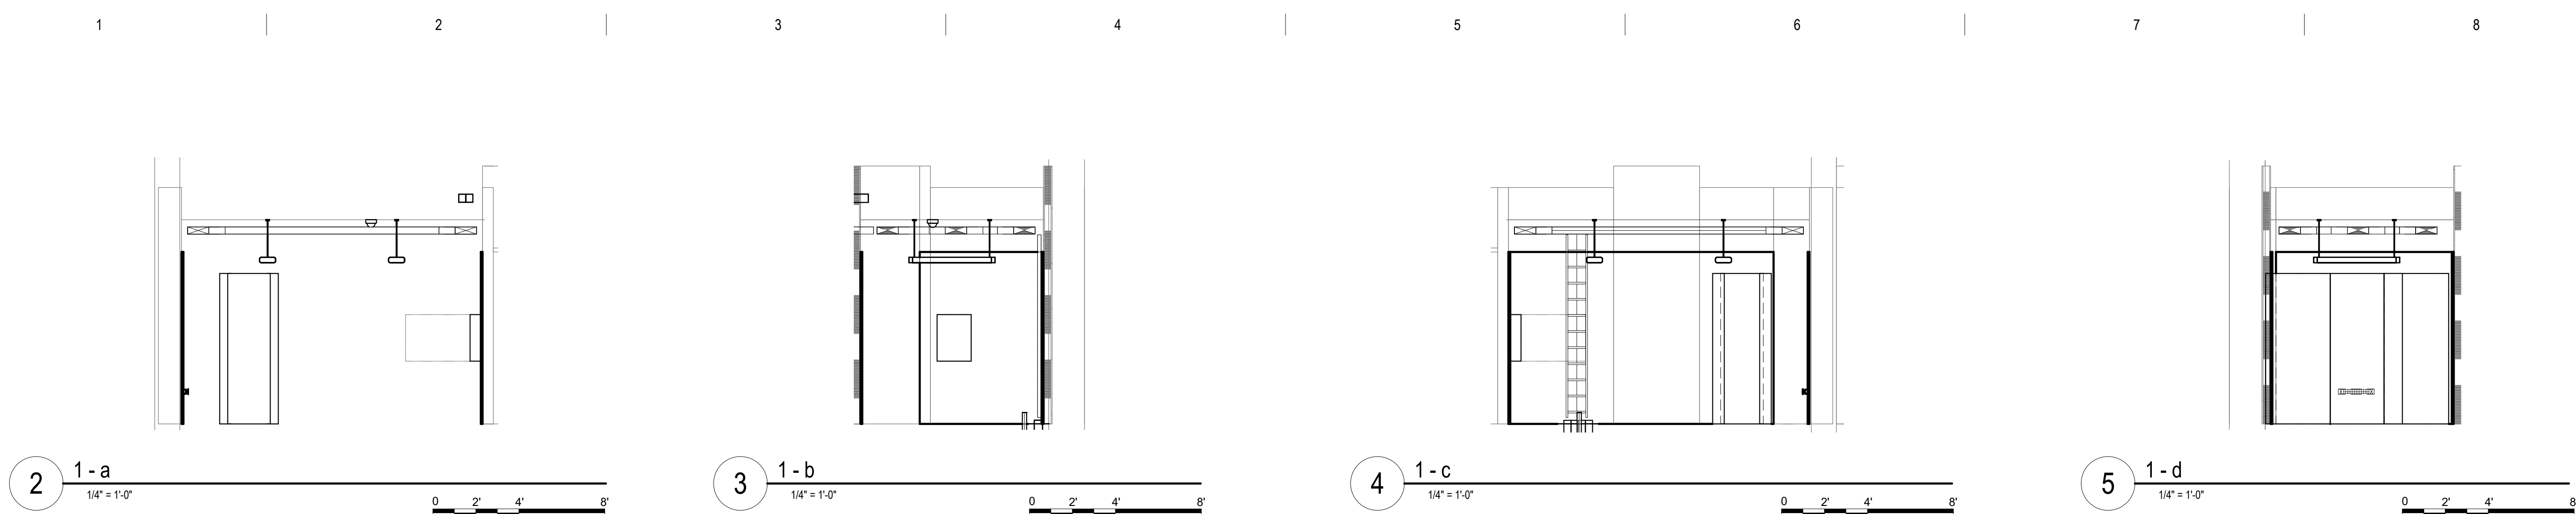 1 2 3 4 5 6 7 8
2 1 - a
1/4" = 1'-0"
0 2' 4' 8'
3 1 - b
1/4" = 1'-0"
0 2' 4' 8'
4 1 - c
1/4" = 1'-0"
0 2' 4' 8'
5 1 - d
1/4" = 1'-0"
0 2' 4' 8